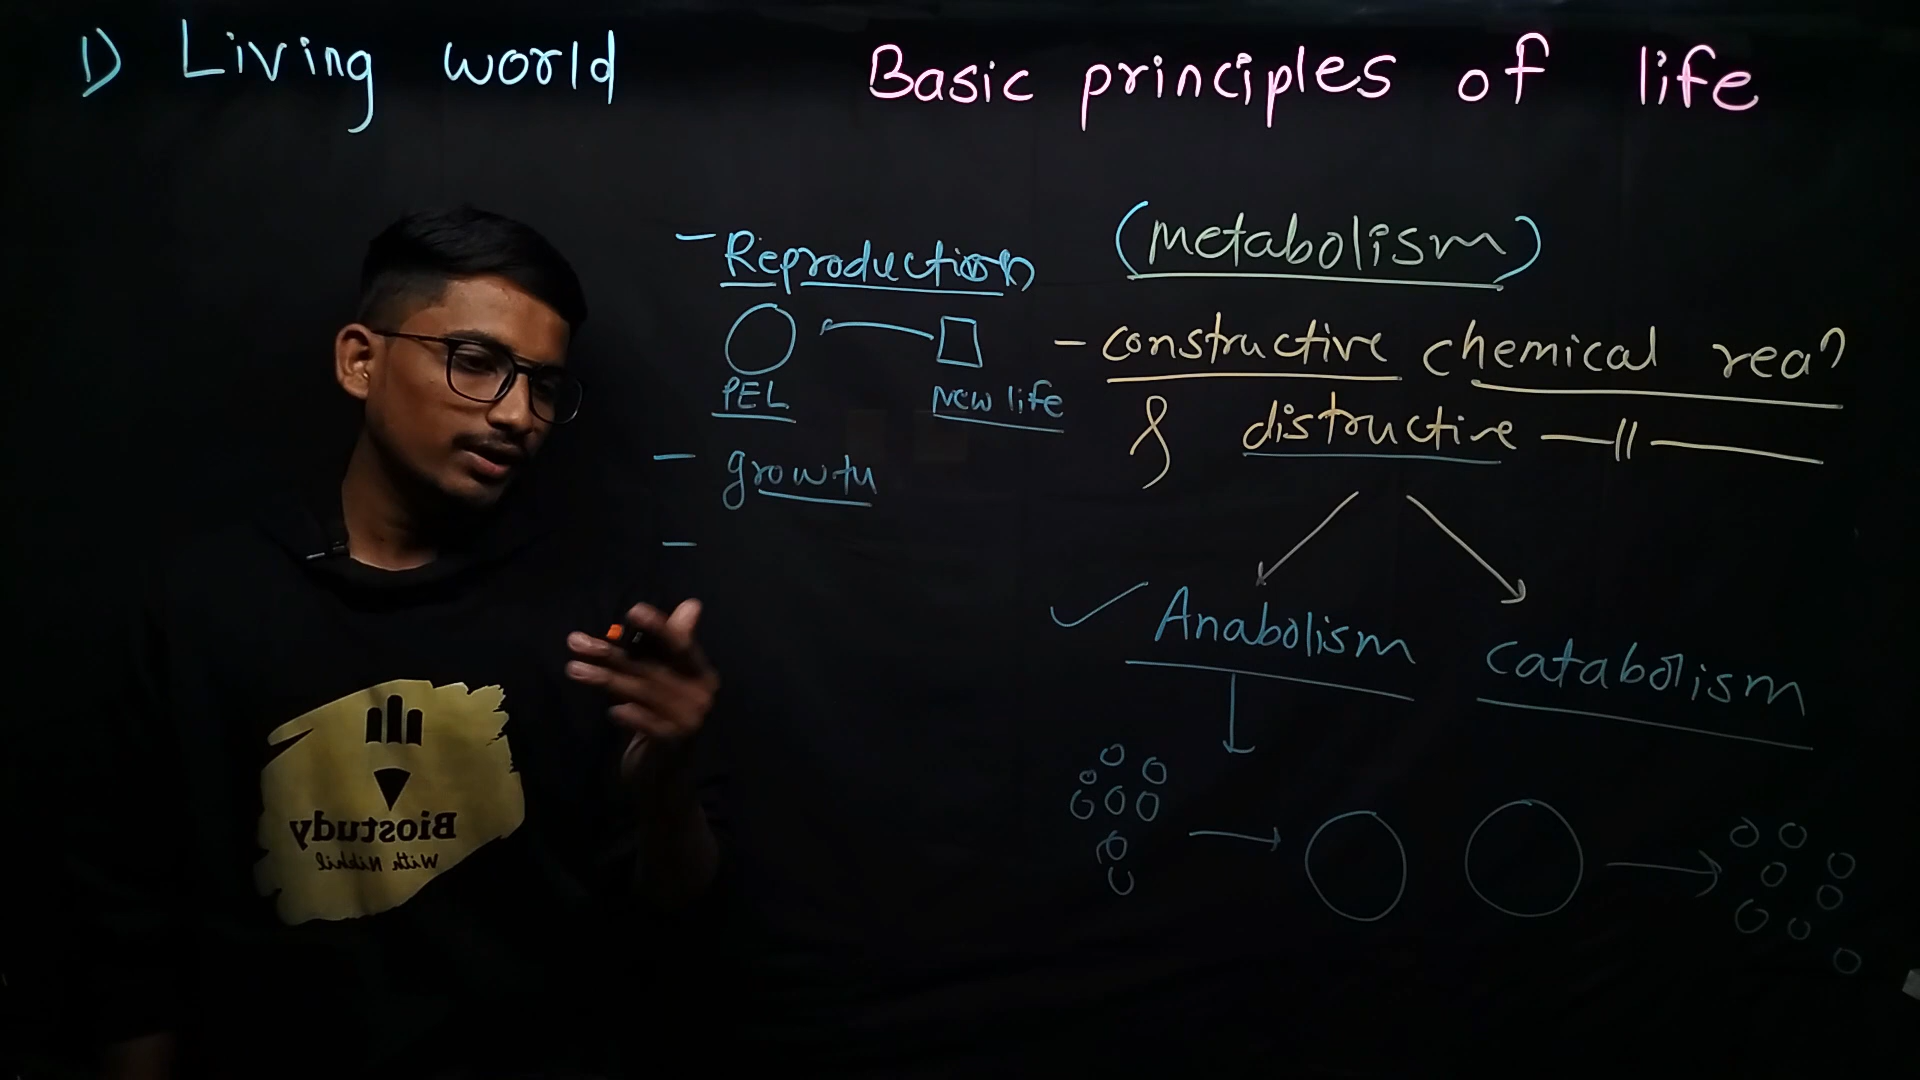 1) Living world
Basic principles of life
- Reproduction
PEL
New life
- growth
-
(Metabolism)
- constructive chemical rea?
& distructive —||—
✓ Anabolism
catabolism
Biostudy
With Nikhil